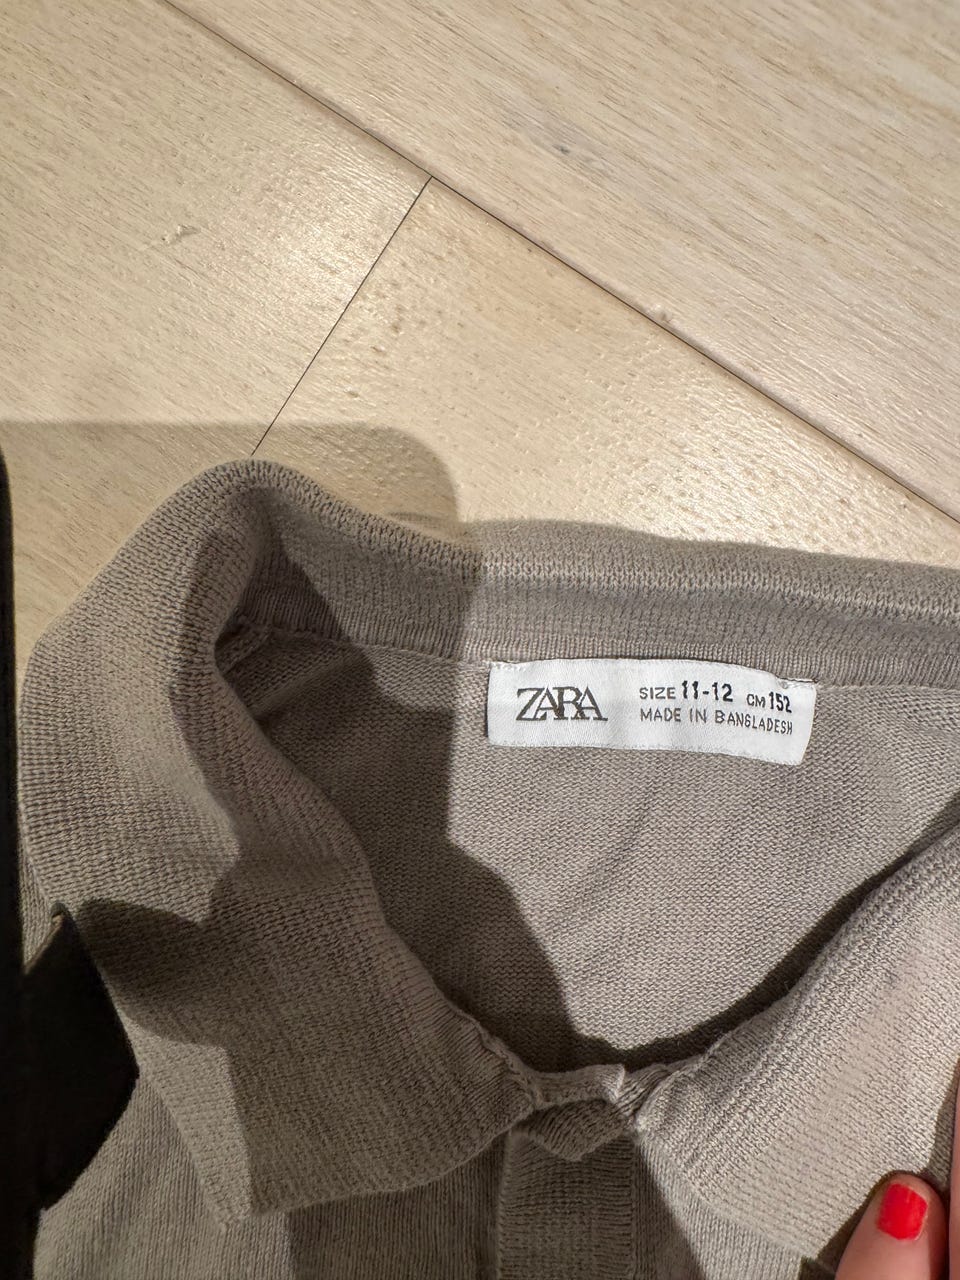 ZARA
SIZE 11-12 CM 152
MADE IN BANGLADESH